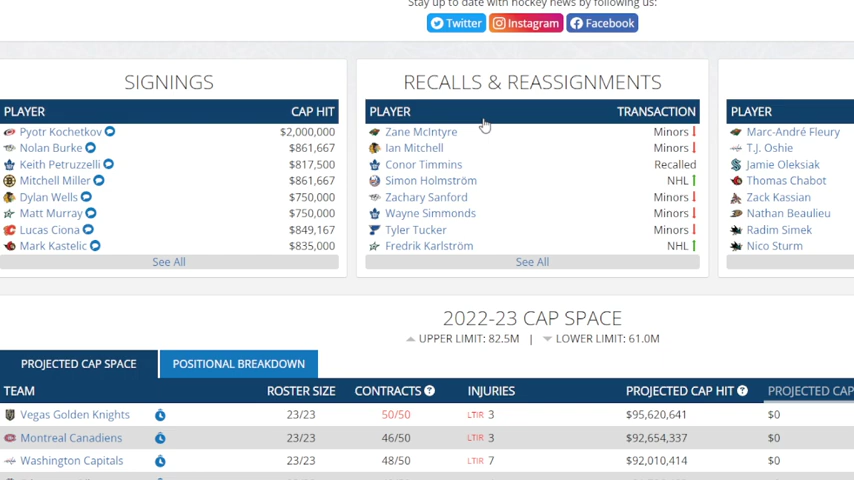 Stay up to date with hockey news by following us:
Twitter Instagram Facebook
SIGNINGS
PLAYER CAP HIT
Pyotr Kochetkov $2,000,000
Nolan Burke $861,667
Keith Petruzzelli $817,500
Mitchell Miller $861,667
Dylan Wells $750,000
Matt Murray $750,000
Lucas Ciona $849,167
Mark Kastelic $835,000
See All
RECALLS & REASSIGNMENTS
PLAYER TRANSACTION
Zane McIntyre Minors
Ian Mitchell Minors
Conor Timmins Recalled
Simon Holmström NHL
Zachary Sanford Minors
Wayne Simmonds Minors
Tyler Tucker Minors
Fredrik Karlström NHL
See All
PLAYER
Marc-André Fleury
T.J. Oshie
Jamie Oleksiak
Thomas Chabot
Zack Kassian
Nathan Beaulieu
Radim Simek
Nico Sturm
2022-23 CAP SPACE
UPPER LIMIT: 82.5M | LOWER LIMIT: 61.0M
PROJECTED CAP SPACE POSITIONAL BREAKDOWN
TEAM ROSTER SIZE CONTRACTS ? INJURIES PROJECTED CAP HIT ? PROJECTED CAP
Vegas Golden Knights 23/23 50/50 LTIR 3 $95,620,641 $0
Montreal Canadiens 23/23 46/50 LTIR 3 $92,654,337 $0
Washington Capitals 23/23 48/50 LTIR 7 $92,010,414 $0